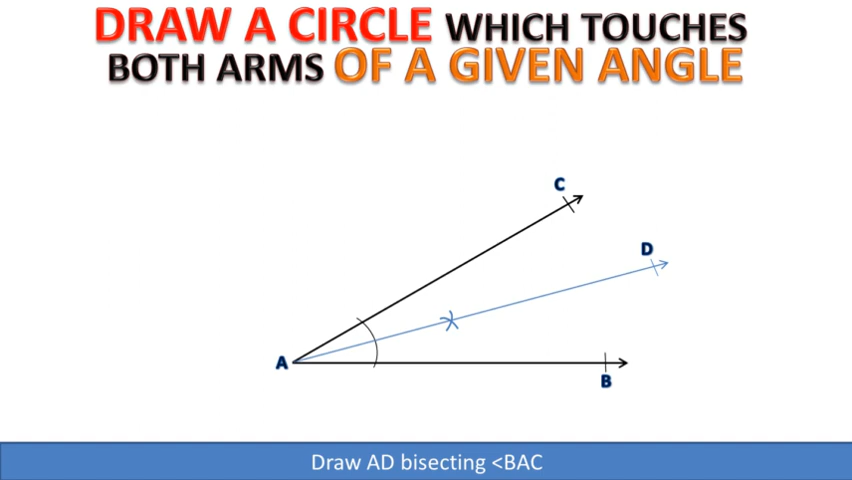 DRAW A CIRCLE WHICH TOUCHES
BOTH ARMS OF A GIVEN ANGLE
C
D
A
B
Draw AD bisecting <BAC